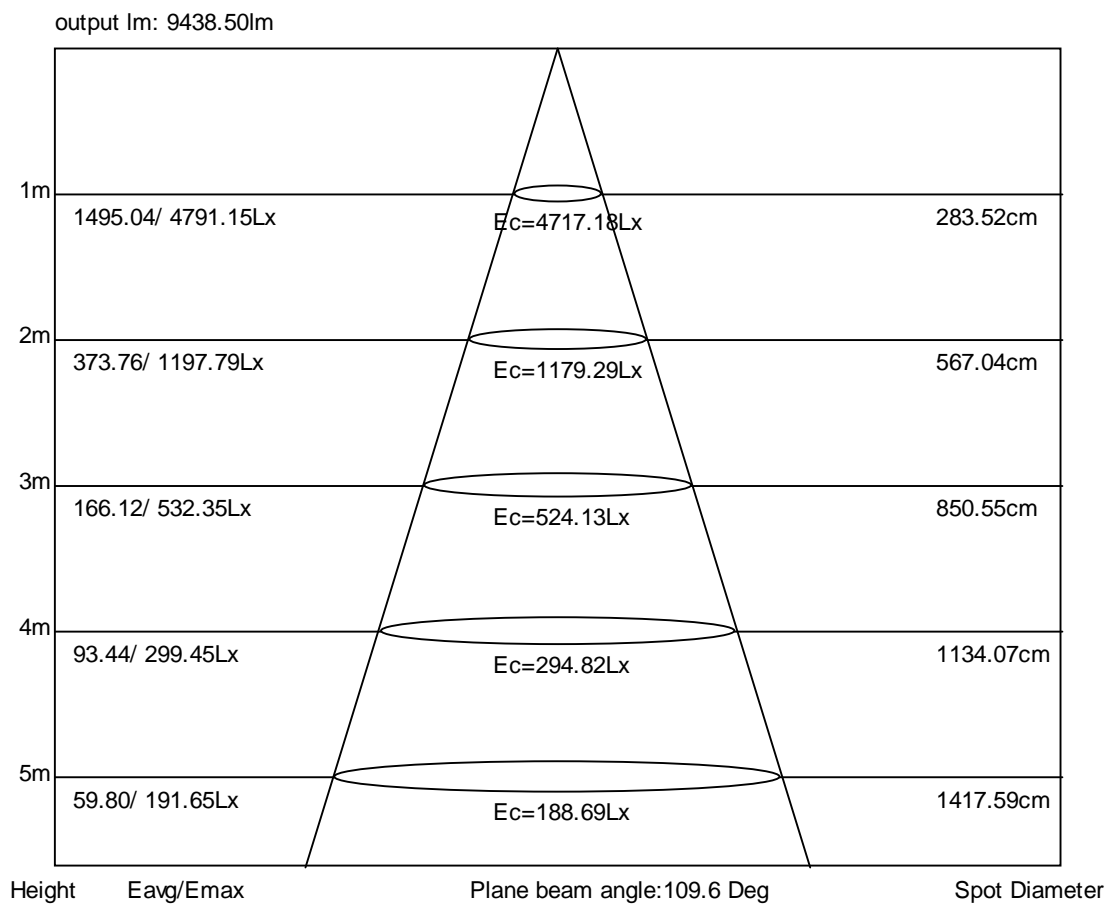 output lm: 9438.50lm
1m
1495.04/ 4791.15Lx
Ec=4717.18Lx
283.52cm
2m
373.76/ 1197.79Lx
Ec=1179.29Lx
567.04cm
3m
166.12/ 532.35Lx
Ec=524.13Lx
850.55cm
4m
93.44/ 299.45Lx
Ec=294.82Lx
1134.07cm
5m
59.80/ 191.65Lx
Ec=188.69Lx
1417.59cm
Height Eavg/Emax Plane beam angle:109.6 Deg Spot Diameter